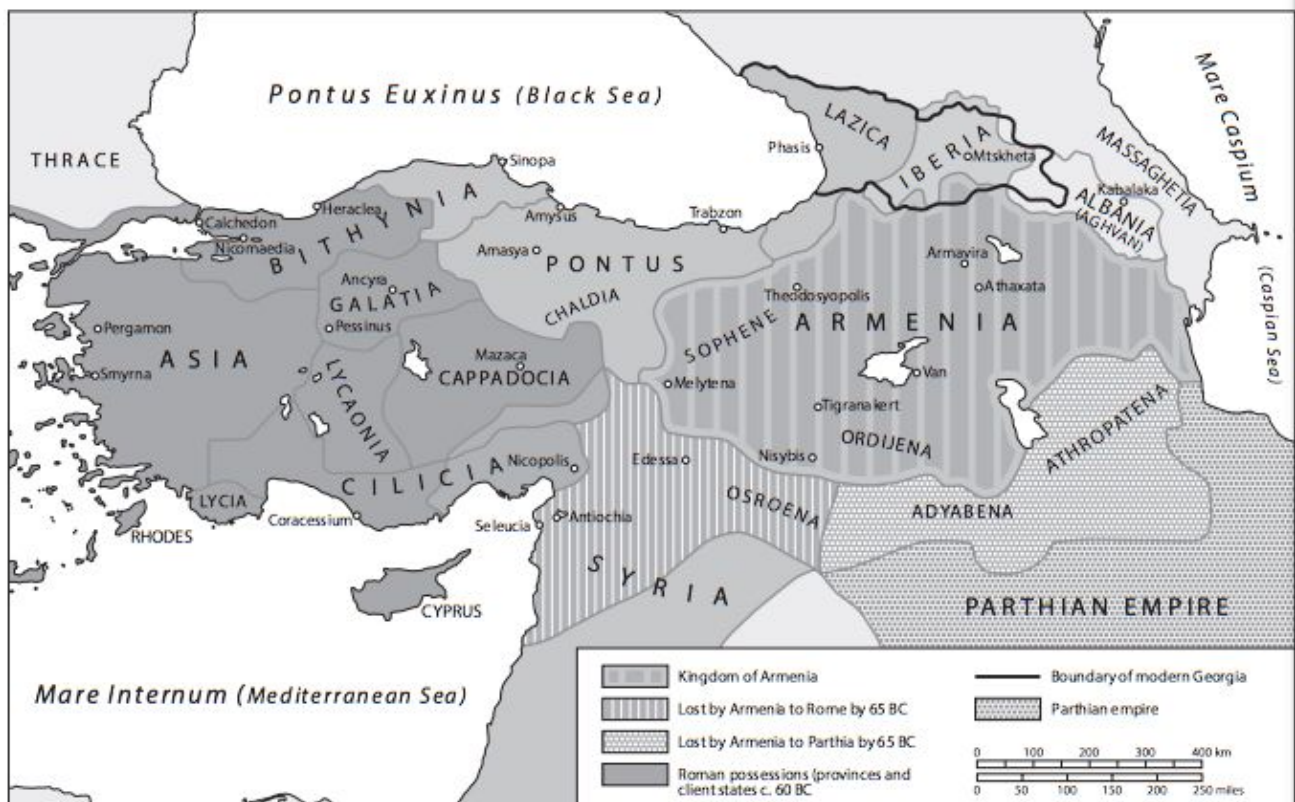 Pontus Euxinus (Black Sea)
Mare Caspium
(Caspian Sea)
THRACE
LAZICA
Phasis
IBERIA
Mtskheta
MASSAGHETIA
Kabalaka
ALBANIA
(AGHVAN)
Sinopa
Calchedon
Heraclea
Nicomaedia
BITHYNIA
Amysus
Trabzon
Amasya
PONTUS
CHALDIA
Armavira
Theodosyopolis
Athaxata
Ancyra
GALATIA
Pessinus
Pergamon
ASIA
Smyrna
LYCAONIA
Mazaca
CAPPADOCIA
SOPHENE
ARMENIA
Melytena
Van
Tigranakert
ORDIJENA
ATHROPATENA
Nicopolis
CILICIA
Edessa
Nisybis
OSROENA
ADYABENA
LYCIA
RHODES
Coracessium
Seleucia
Antiochia
SYRIA
CYPRUS
PARTHIAN EMPIRE
Mare Internum (Mediterranean Sea)
Kingdom of Armenia
Lost by Armenia to Rome by 65 BC
Lost by Armenia to Parthia by 65 BC
Roman possessions (provinces and
client states c. 60 BC
Boundary of modern Georgia
Parthian empire
0 100 200 300 400 km
0 50 100 150 200 250 miles